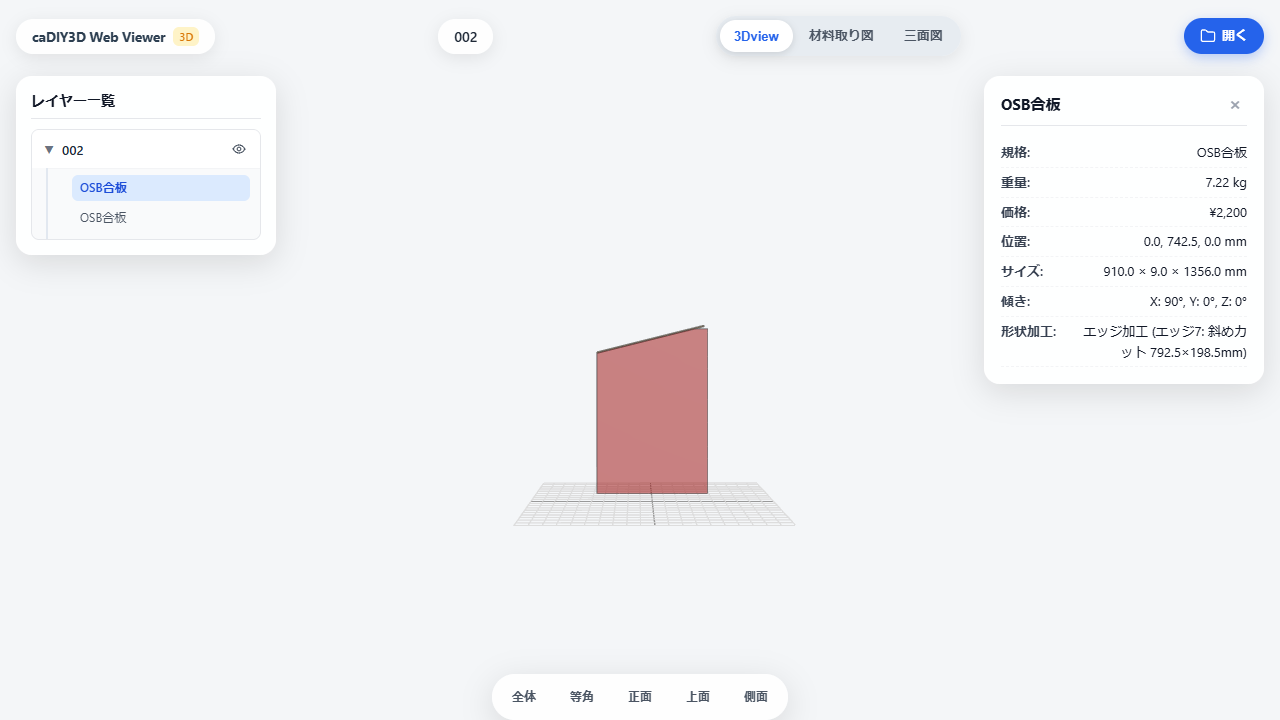 caDIY3D Web Viewer 3D
002
3Dview 材料取り図 三面図
開く
レイヤー一覧
▼ 002
OSB合板
OSB合板
OSB合板 ×
規格: OSB合板
重量: 7.22 kg
価格: ¥2,200
位置: 0.0, 742.5, 0.0 mm
サイズ: 910.0 × 9.0 × 1356.0 mm
傾き: X: 90°, Y: 0°, Z: 0°
形状加工: エッジ加工 (エッジ7: 斜めカ
ット 792.5×198.5mm)
全体 等角 正面 上面 側面